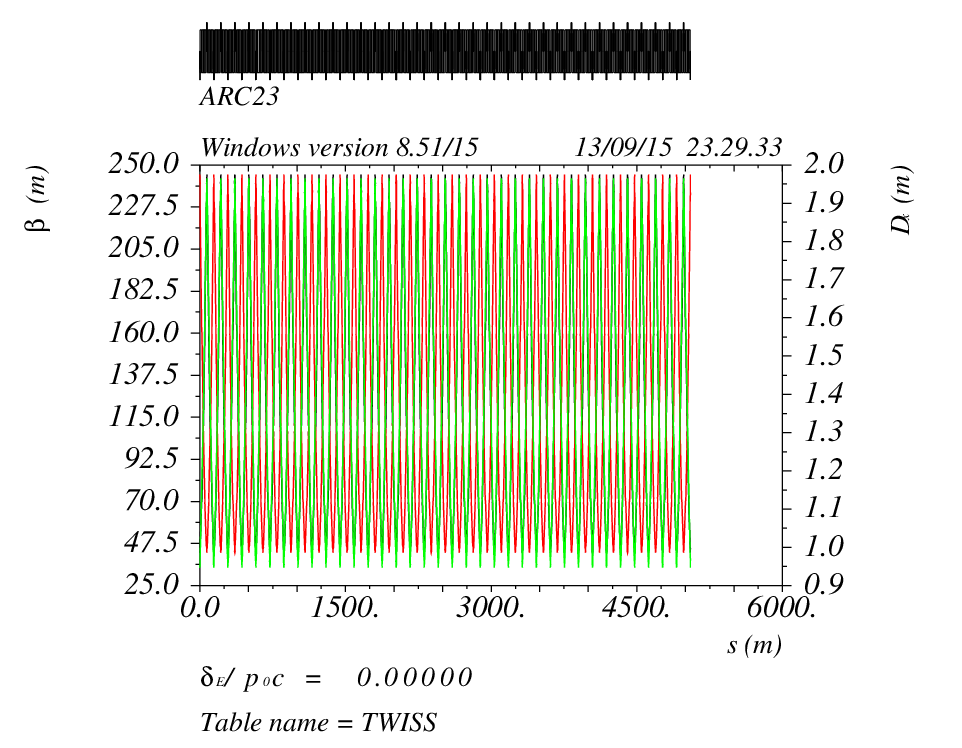 ARC23
Windows version 8.51/15 13/09/15 23.29.33
β (m)
250.0
227.5
205.0
182.5
160.0
137.5
115.0
92.5
70.0
47.5
25.0
2.0
1.9
1.8
1.7
1.6
1.5
1.4
1.3
1.2
1.1
1.0
0.9
D (m)
0.0 1500. 3000. 4500. 6000.
s (m)
δE/ p0c = 0.00000
Table name = TWISS